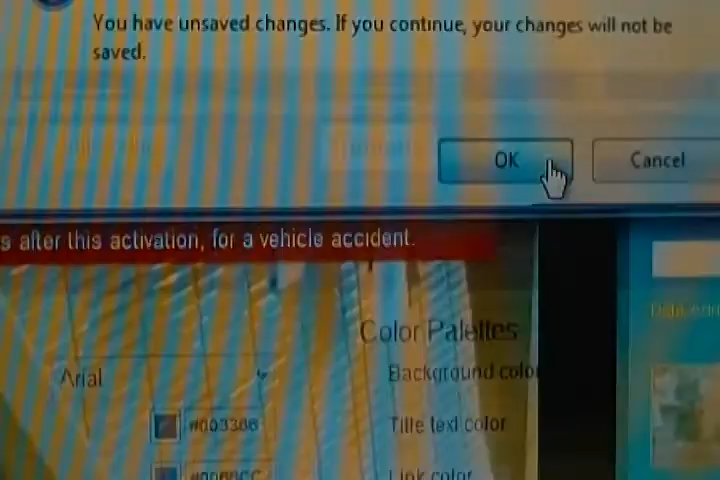 You have unsaved changes. If you continue, your changes will not be
saved.
OK
Cancel
s after this activation, for a vehicle accident.
Color Palettes
Arial
Background color
#003366
Title text color
Link color